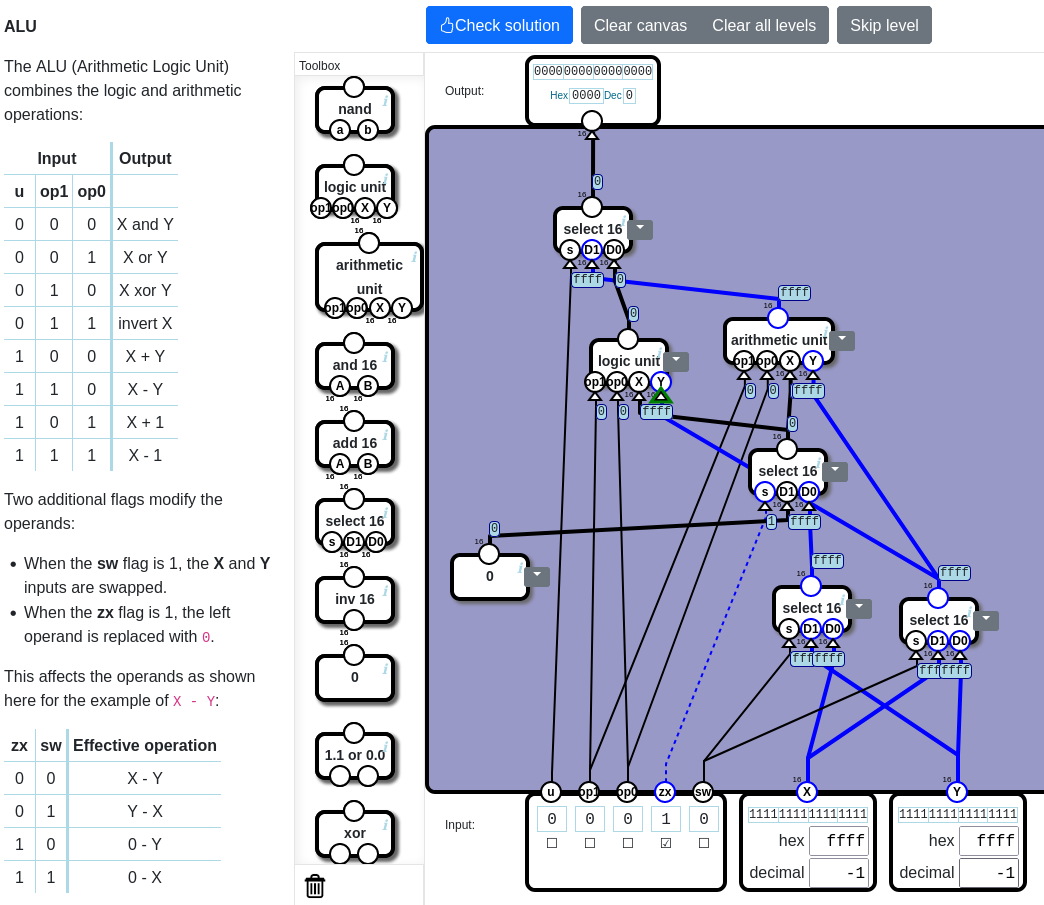 ALU
Check solution
Clear canvas
Clear all levels
Skip level
The ALU (Arithmetic Logic Unit)
combines the logic and arithmetic
operations:
Input Output
u op1 op0
0 0 0 X and Y
0 0 1 X or Y
0 1 0 X xor Y
0 1 1 invert X
1 0 0 X + Y
1 1 0 X - Y
1 0 1 X + 1
1 1 1 X - 1
Two additional flags modify the
operands:
• When the sw flag is 1, the X and Y
inputs are swapped.
• When the zx flag is 1, the left
operand is replaced with 0.
This affects the operands as shown
here for the example of X - Y:
zx sw Effective operation
0 0 X - Y
0 1 Y - X
1 0 0 - Y
1 1 0 - X
Toolbox
nand
a b
logic unit
op1 op0 X Y
16 16
16
arithmetic
unit
op1 op0 X Y
16 16
and 16
A B
16 16
16
add 16
A B
16 16
16
select 16
s D1 D0
16 16
16
inv 16
16
16
0
1.1 or 0.0
xor
Output:
0000 0000 0000 0000
Hex 0000 Dec 0
16
0
16
select 16
s D1 D0
16 16
ffff 0
ffff
0
16
logic unit
op1 op0 X Y
16 16
0 0 ffff
arithmetic unit
op1 op0 X Y
16 16
0 0 ffff
0
16
select 16
s D1 D0
16 16
1 ffff
0
16
0
ffff
16
select 16
s D1 D0
16 16
ffff ffff
ffff
16
select 16
s D1 D0
16 16
ffff ffff
Input:
u op1 op0 zx sw
0 0 0 1 0
16
X
1111 1111 1111 1111
hex ffff
decimal -1
16
Y
1111 1111 1111 1111
hex ffff
decimal -1